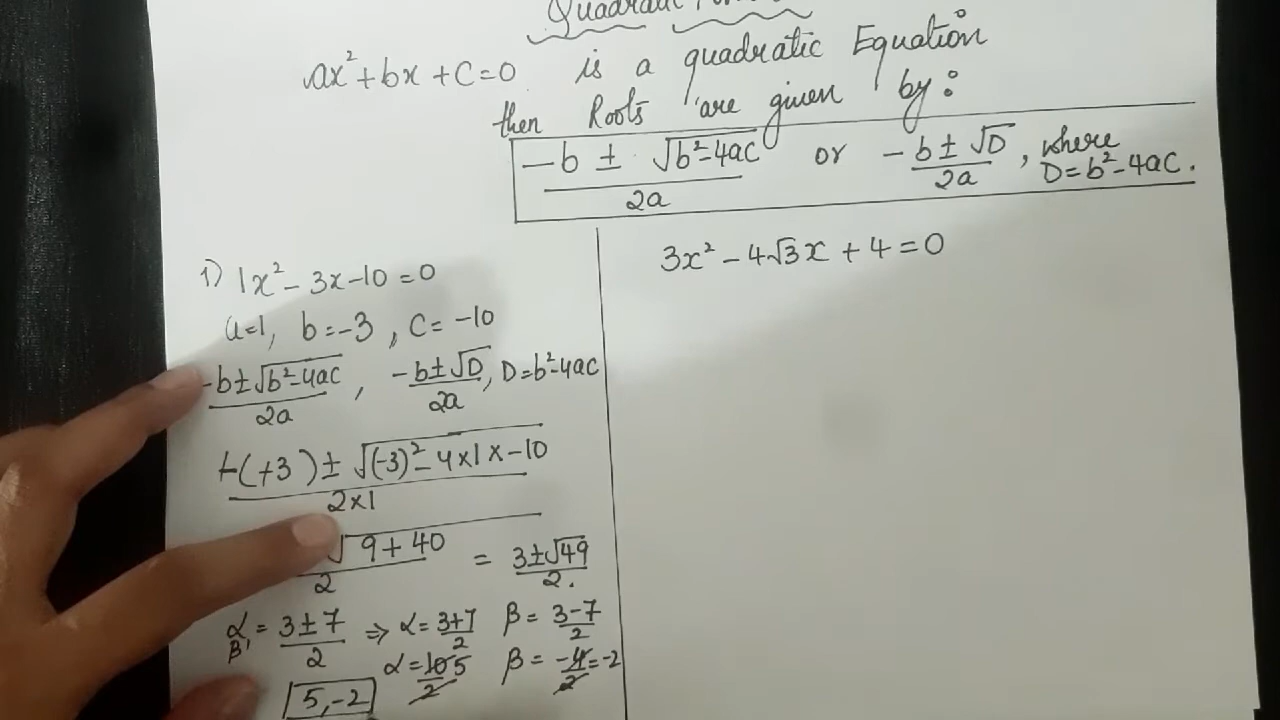 Quadratic
ax²+bx+c=0 is a quadratic Equation
then Roots are given by:
-b ± √(b²-4ac) / 2a or -b±√D / 2a, where D=b²-4ac.
1) 1x²-3x-10=0
a=1, b=-3, c=-10
-b±√(b²-4ac) / 2a, -b±√D / 2a, D=b²-4ac
-(+3)±√((-3)²-4×1×-10) / 2×1
√(9+40) / 2 = 3±√49 / 2.
α, β = 3±7 / 2 ⇒ α = 3+7 / 2 β = 3-7 / 2
α = 10 / 2 5 β = -4 / 2 = -2
5,-2
3x²-4√3x+4=0